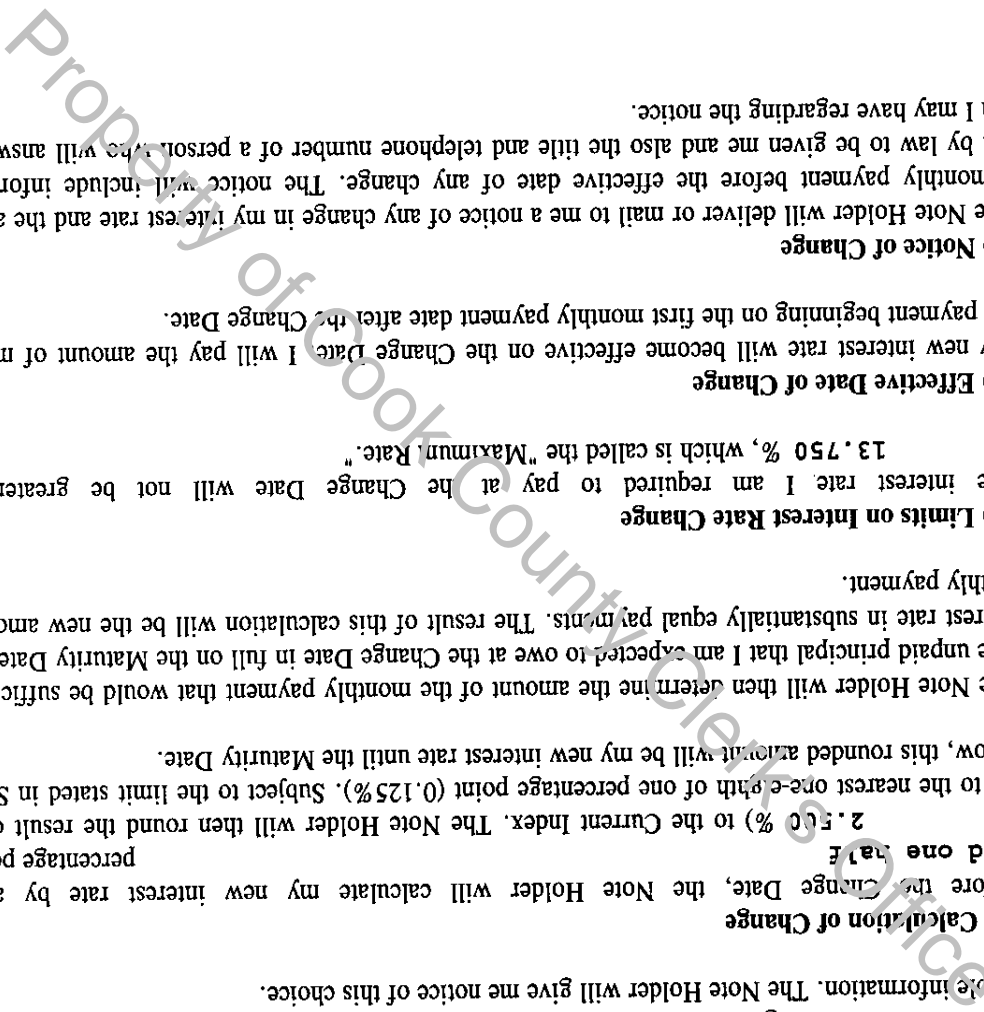 ble information. The Note Holder will give me notice of this choice.
Calculation of Change
ore the Change Date, the Note Holder will calculate my new interest rate by a
d one half percentage p
2.500 %) to the Current Index. The Note Holder will then round the result o
to the nearest one-eighth of one percentage point (0.125%). Subject to the limit stated in S
ow, this rounded amount will be my new interest rate until the Maturity Date.
e Note Holder will then determine the amount of the monthly payment that would be suffic
e unpaid principal that I am expected to owe at the Change Date in full on the Maturity Date
rest rate in substantially equal payments. The result of this calculation will be the new amo
thly payment.
Limits on Interest Rate Change
e interest rate I am required to pay at the Change Date will not be greater
13.750 %, which is called the "Maximum Rate."
Effective Date of Change
new interest rate will become effective on the Change Date I will pay the amount of m
payment beginning on the first monthly payment date after the Change Date.
Notice of Change
e Note Holder will deliver or mail to me a notice of any change in my interest rate and the a
monthly payment before the effective date of any change. The notice will include infor
by law to be given me and also the title and telephone number of a person who will answ
I may have regarding the notice.
Property of Cook County Clerk's Office